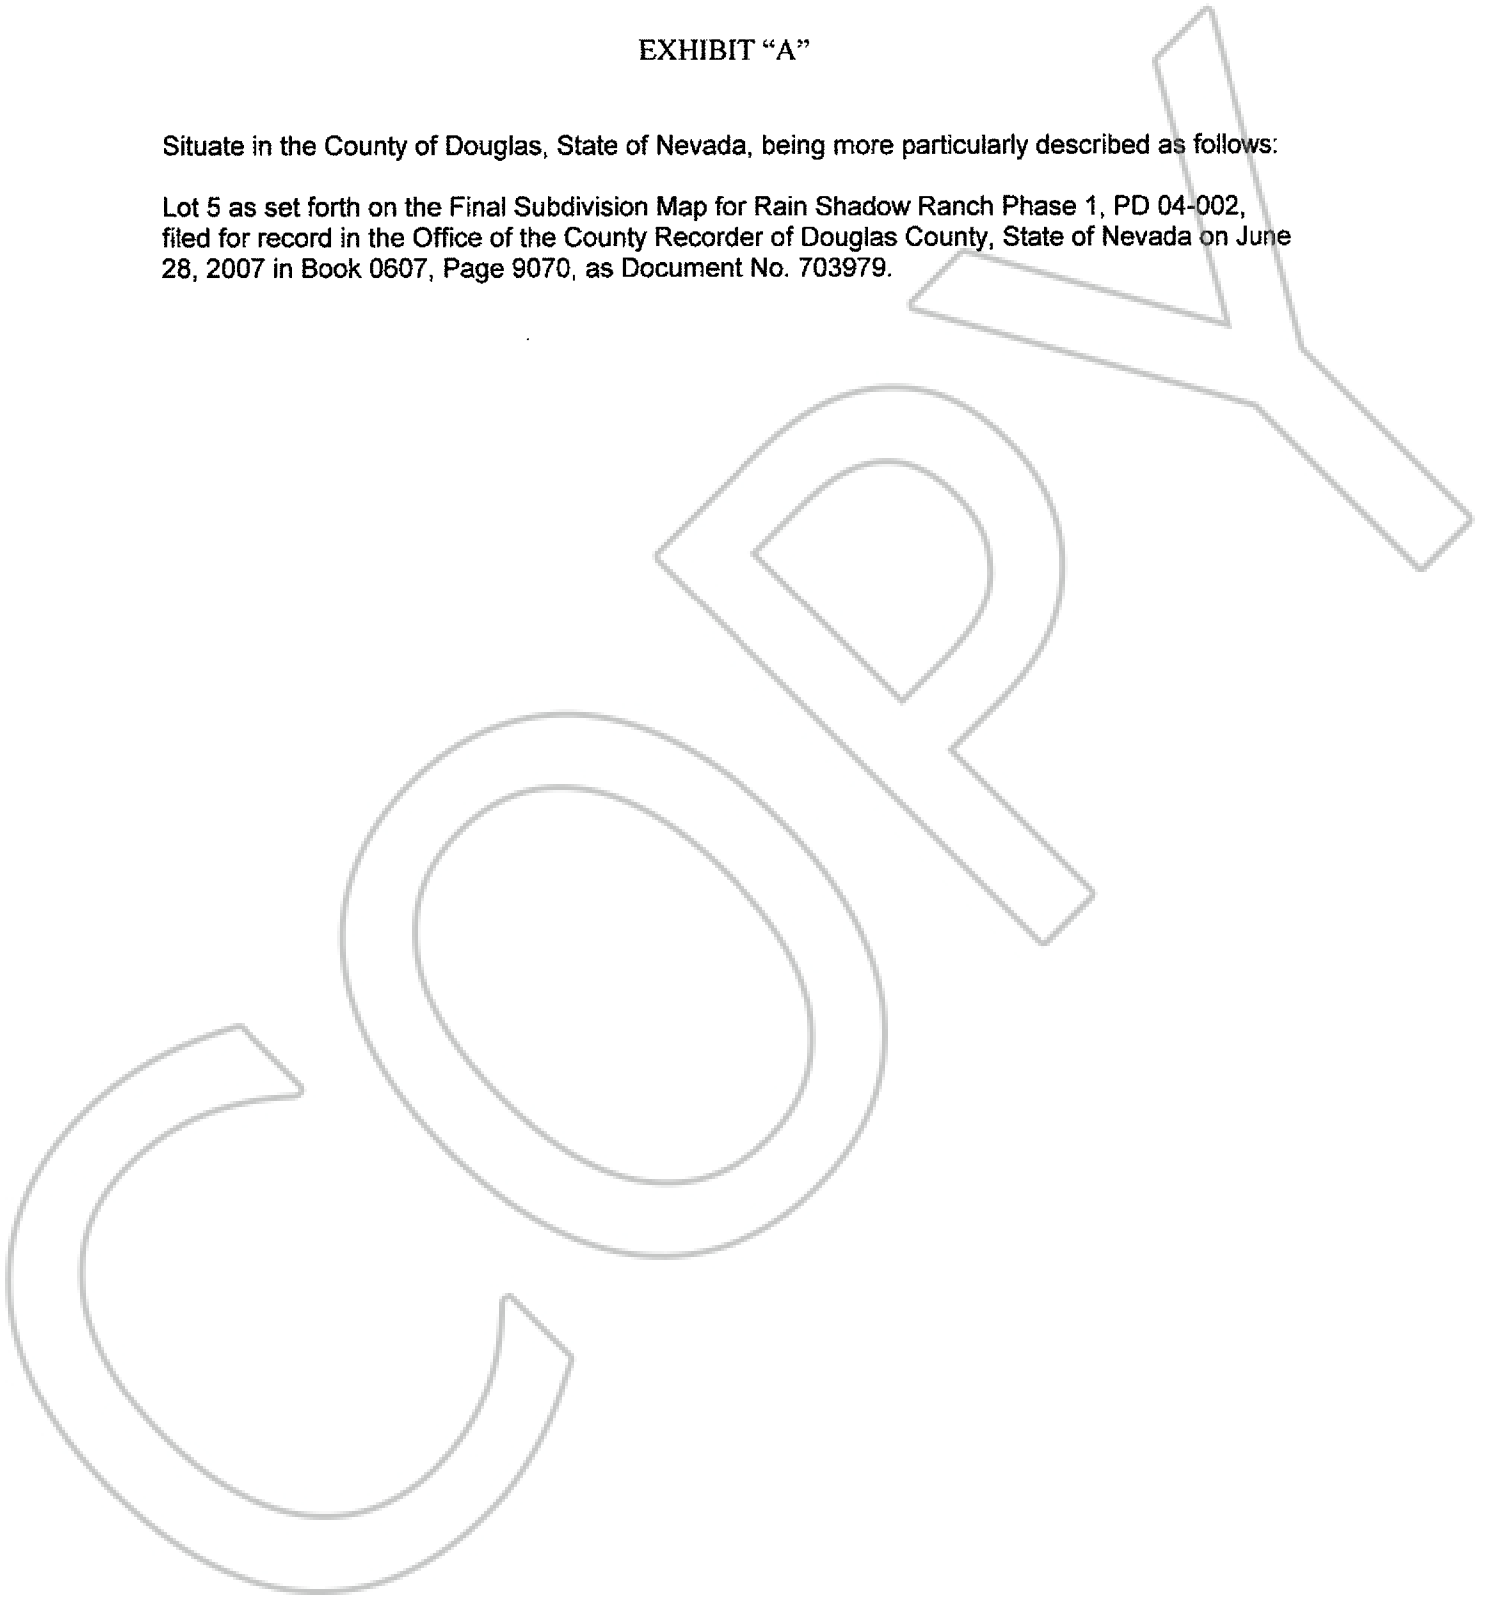 EXHIBIT “A”
Situate in the County of Douglas, State of Nevada, being more particularly described as follows:
Lot 5 as set forth on the Final Subdivision Map for Rain Shadow Ranch Phase 1, PD 04-002,
filed for record in the Office of the County Recorder of Douglas County, State of Nevada on June
28, 2007 in Book 0607, Page 9070, as Document No. 703979.
COPY